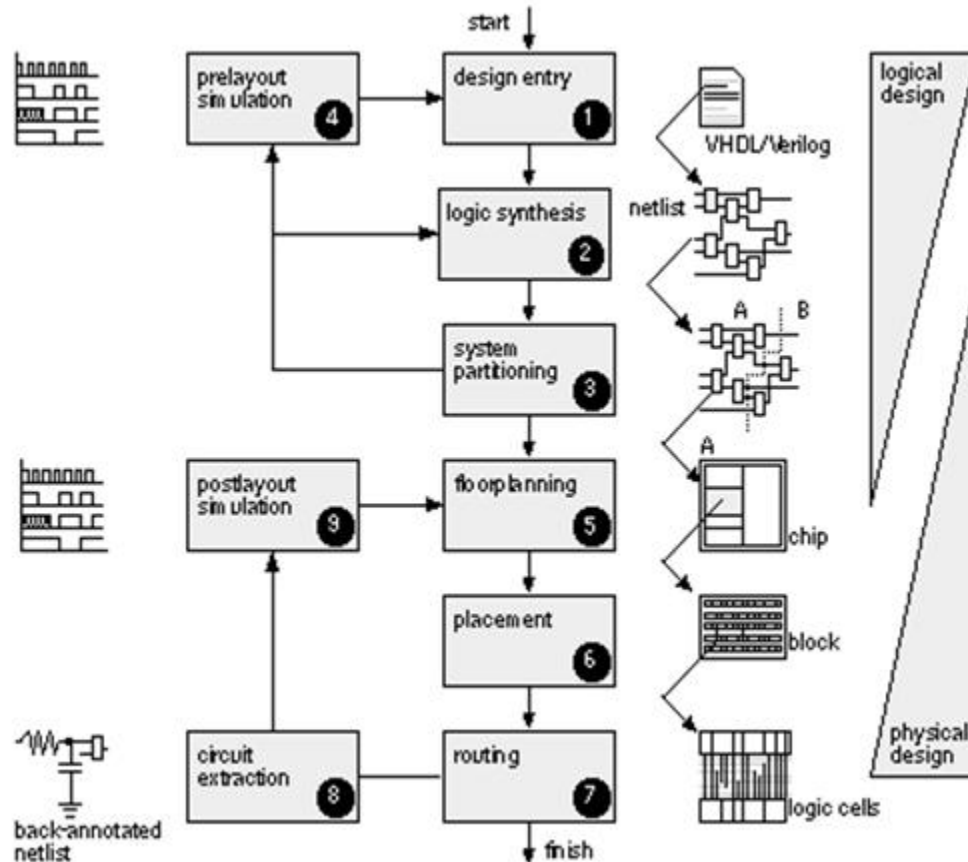 start
prelayout
simulation
4
design entry
1
VHDL/Verilog
logical
design
logic synthesis
2
netlist
system
partitioning
3
A
B
postlayout
simulation
9
floorplanning
5
A
chip
placement
6
block
circuit
extraction
8
routing
7
logic cells
physical
design
back-annotated
netlist
finish